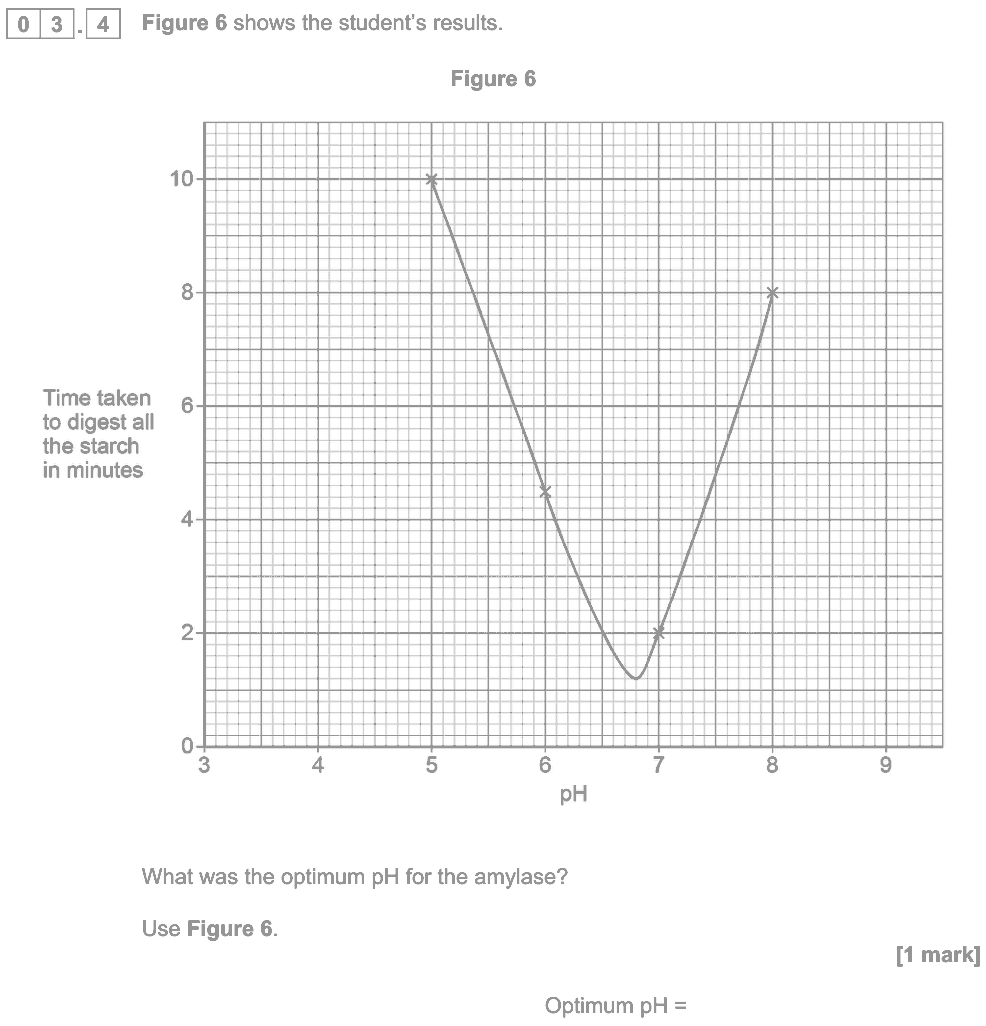 0 3 . 4 Figure 6 shows the student's results.
Figure 6
10
8
6
4
2
0
Time taken
to digest all
the starch
in minutes
3 4 5 6 7 8 9
pH
What was the optimum pH for the amylase?
Use Figure 6.
[1 mark]
Optimum pH =